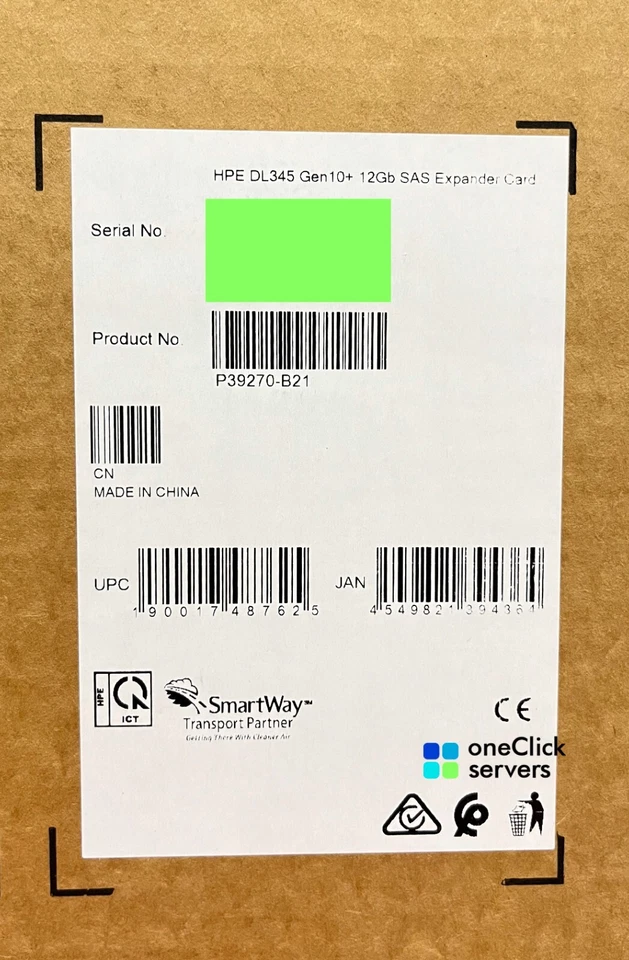 HPE DL345 Gen10+ 12Gb SAS Expander Card
Serial No.
Product No.
P39270-B21
CN
MADE IN CHINA
UPC
190017487625
JAN
4549821394364
HPE
ICT
SmartWay™
Transport Partner
Getting There With Cleaner Air
CE
oneClick
servers